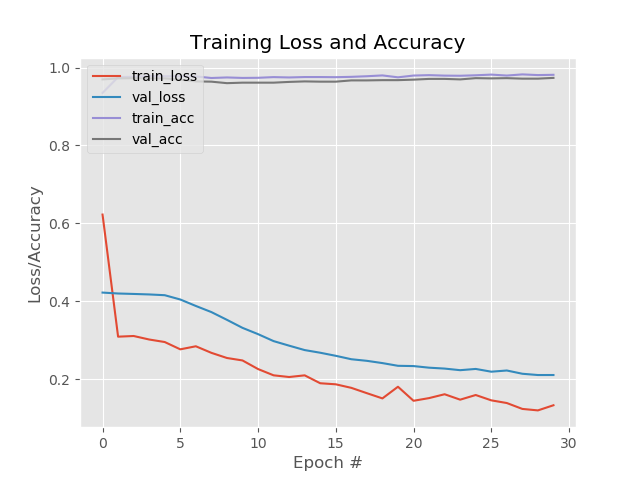 Training Loss and Accuracy
train_loss
val_loss
train_acc
val_acc
1.0
0.8
0.6
0.4
0.2
Loss/Accuracy
0 5 10 15 20 25 30
Epoch #